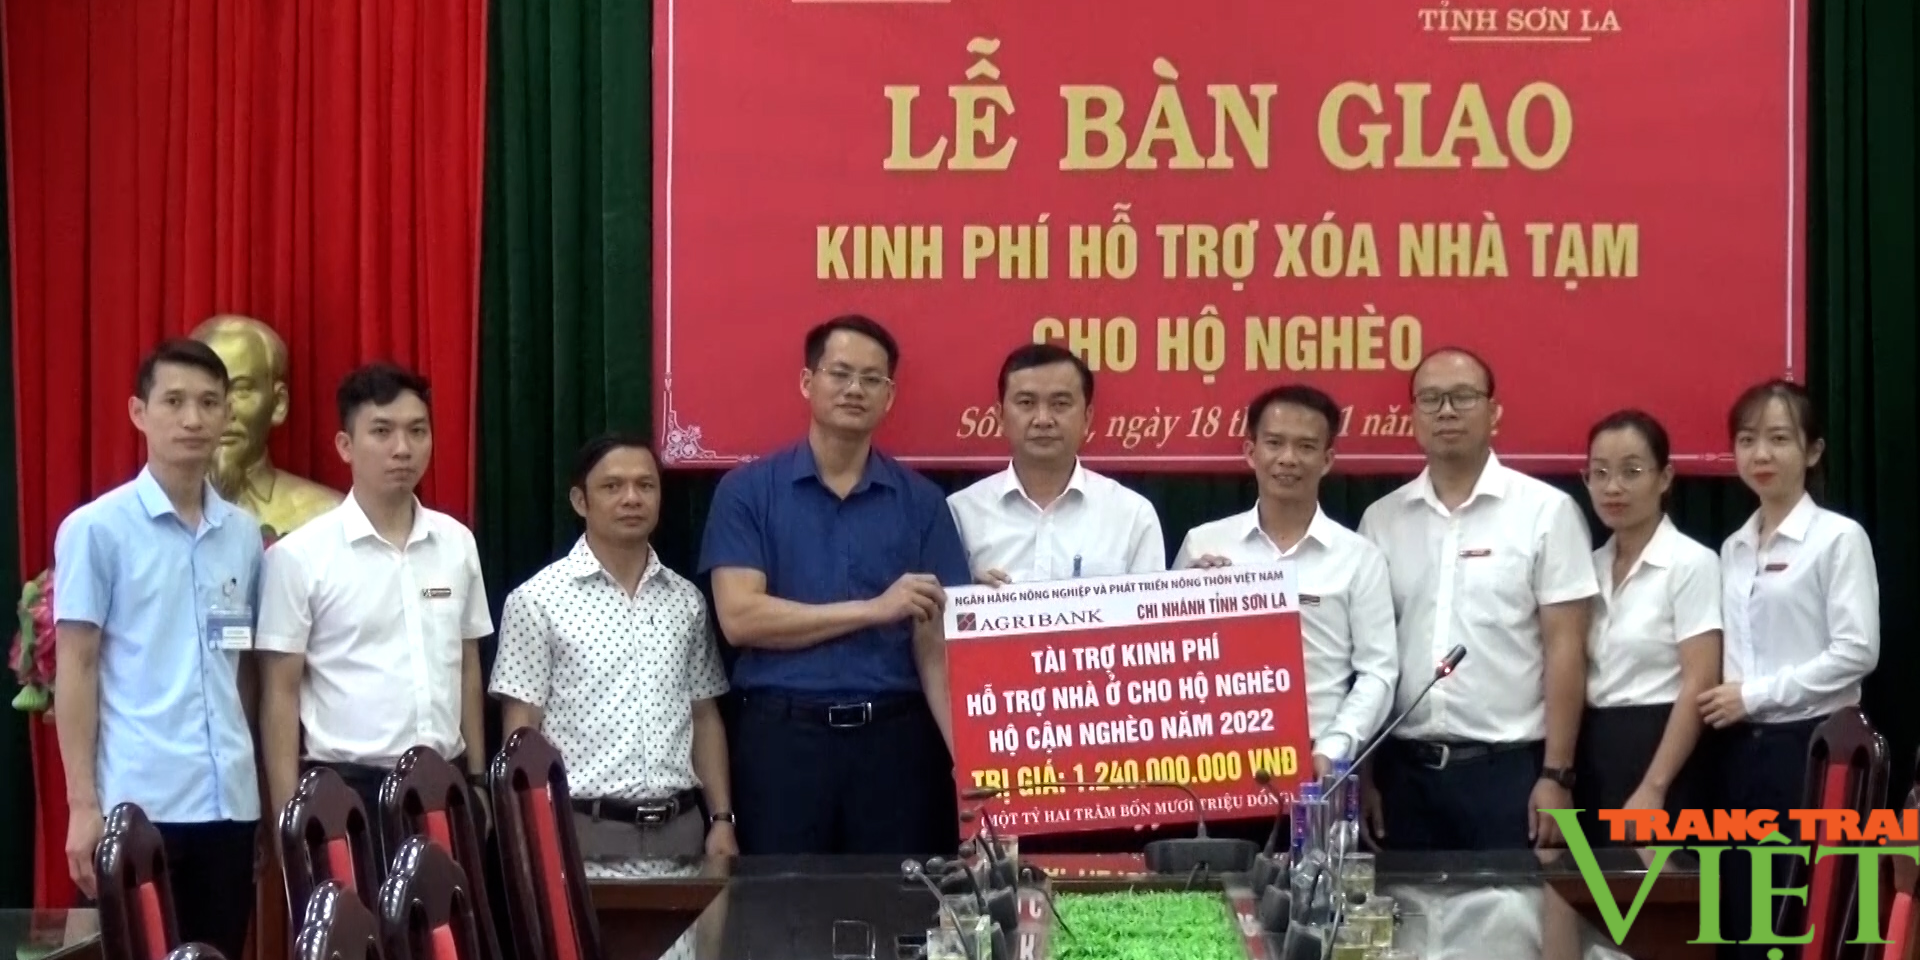 TỈNH SƠN LA
LỄ BÀN GIAO
KINH PHÍ HỖ TRỢ XÓA NHÀ TẠM
CHO HỘ NGHÈO
ngày 18
NGÂN HÀNG NÔNG NGHIỆP VÀ PHÁT TRIỂN NÔNG THÔN VIỆT NAM
AGRIBANK CHI NHÁNH TỈNH SƠN LA
TÀI TRỢ KINH PHÍ
HỖ TRỢ NHÀ Ở CHO HỘ NGHÈO
HỘ CẬN NGHÈO NĂM 2022
TRỊ GIÁ: 1.240.000.000 VNĐ
(MỘT TỶ HAI TRĂM BỐN MƯƠI TRIỆU ĐỒNG)
TRANG TRẠI
VIỆT